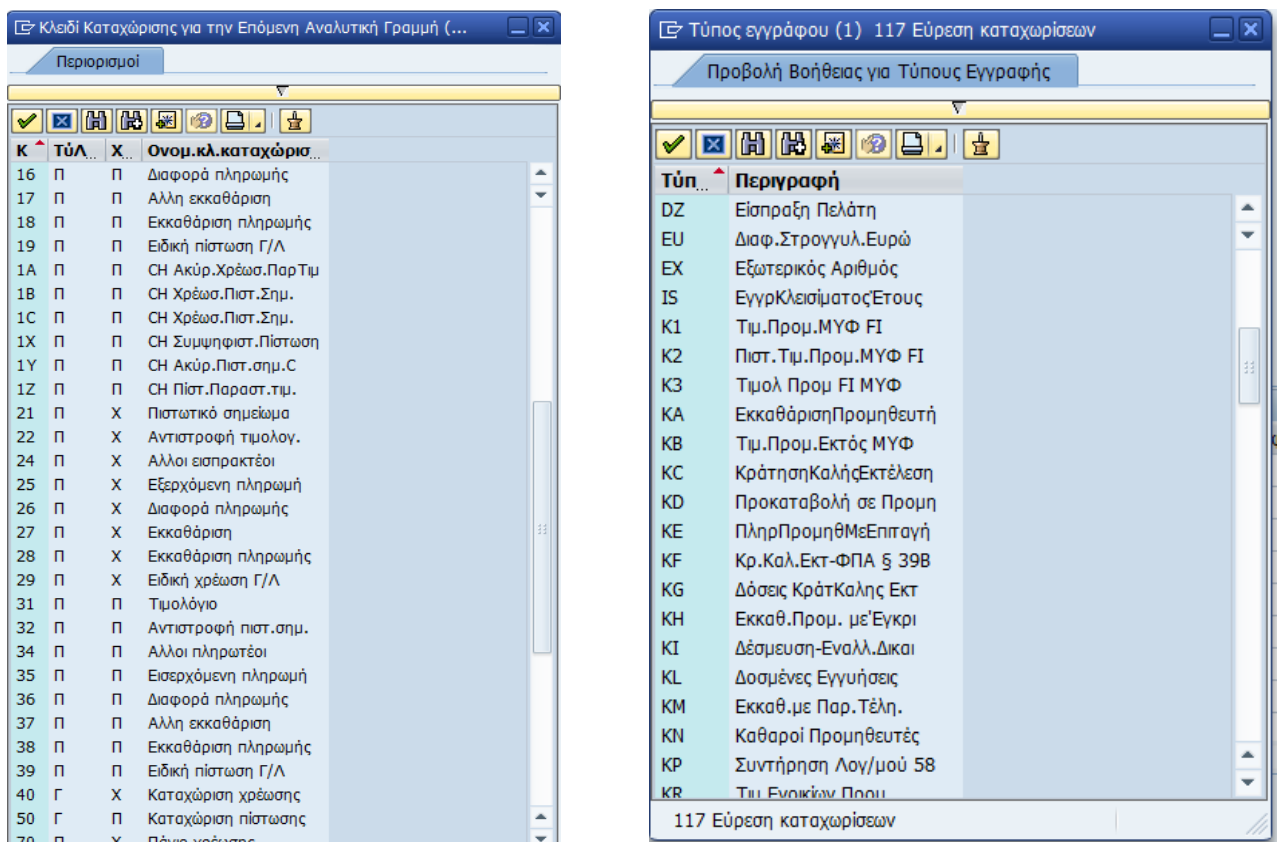 Κλειδί Καταχώρισης για την Επόμενη Αναλυτική Γραμμή (...
Περιορισμοί
Κ ΤύΛ... Χ... Ονομ.κλ.καταχώρισ...
16 Π Π Διαφορά πληρωμής
17 Π Π Αλλη εκκαθάριση
18 Π Π Εκκαθάριση πληρωμής
19 Π Π Ειδική πίστωση Γ/Λ
1A Π Π CH Ακύρ.Χρέωσ.ΠαρΤιμ
1B Π Π CH Χρέωσ.Πιστ.Σημ.
1C Π Π CH Χρέωσ.Πιστ.Σημ.
1X Π Π CH Συμψηφιστ.Πίστωση
1Y Π Π CH Ακύρ.Πιστ.σημ.C
1Z Π Π CH Πίστ.Παραστ.τιμ.
21 Π Χ Πιστωτικό σημείωμα
22 Π Χ Αντιστροφή τιμολογ.
24 Π Χ Αλλοι εισπρακτέοι
25 Π Χ Εξερχόμενη πληρωμή
26 Π Χ Διαφορά πληρωμής
27 Π Χ Εκκαθάριση
28 Π Χ Εκκαθάριση πληρωμής
29 Π Χ Ειδική χρέωση Γ/Λ
31 Π Π Τιμολόγιο
32 Π Π Αντιστροφή πιστ.σημ.
34 Π Π Αλλοι πληρωτέοι
35 Π Π Εισερχόμενη πληρωμή
36 Π Π Διαφορά πληρωμής
37 Π Π Αλλη εκκαθάριση
38 Π Π Εκκαθάριση πληρωμής
39 Π Π Ειδική πίστωση Γ/Λ
40 Γ Χ Καταχώριση χρέωσης
50 Γ Π Καταχώριση πίστωσης
70 Π Χ Πάγιο χρέωσης
Τύπος εγγράφου (1) 117 Εύρεση καταχωρίσεων
Προβολή Βοήθειας για Τύπους Εγγραφής
Τύπ... Περιγραφή
DZ Είσπραξη Πελάτη
EU Διαφ.Στρογγυλ.Ευρώ
EX Εξωτερικός Αριθμός
IS ΕγγρΚλεισίματοςΈτους
K1 Τιμ.Προμ.ΜΥΦ FI
K2 Πιστ.Τιμ.Προμ.ΜΥΦ FI
K3 Τιμολ Προμ FI ΜΥΦ
KA ΕκκαθάρισηΠρομηθευτή
KB Τιμ.Προμ.Εκτός ΜΥΦ
KC ΚράτησηΚαλήςΕκτέλεση
KD Προκαταβολή σε Προμη
KE ΠληρΠρομηθΜεΕπιταγή
KF Κρ.Καλ.Εκτ-ΦΠΑ § 39Β
KG Δόσεις ΚράτΚαλης Εκτ
KH Εκκαθ.Προμ. με'Εγκρι
KI Δέσμευση-Εναλλ.Δικαι
KL Δοσμένες Εγγυήσεις
KM Εκκαθ.με Παρ.Τέλη.
KN Καθαροί Προμηθευτές
KP Συντήρηση Λογ/μού 58
KR Τιμ Ενοικίων Προμ
117 Εύρεση καταχωρίσεων